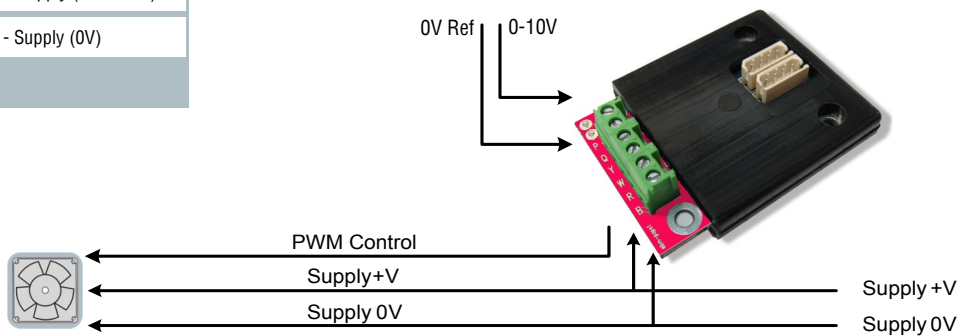 - Supply (0V)
0V Ref
0-10V
P
G
Y
W
R
B
PWM Control
Supply+V
Supply 0V
Supply +V
Supply 0V